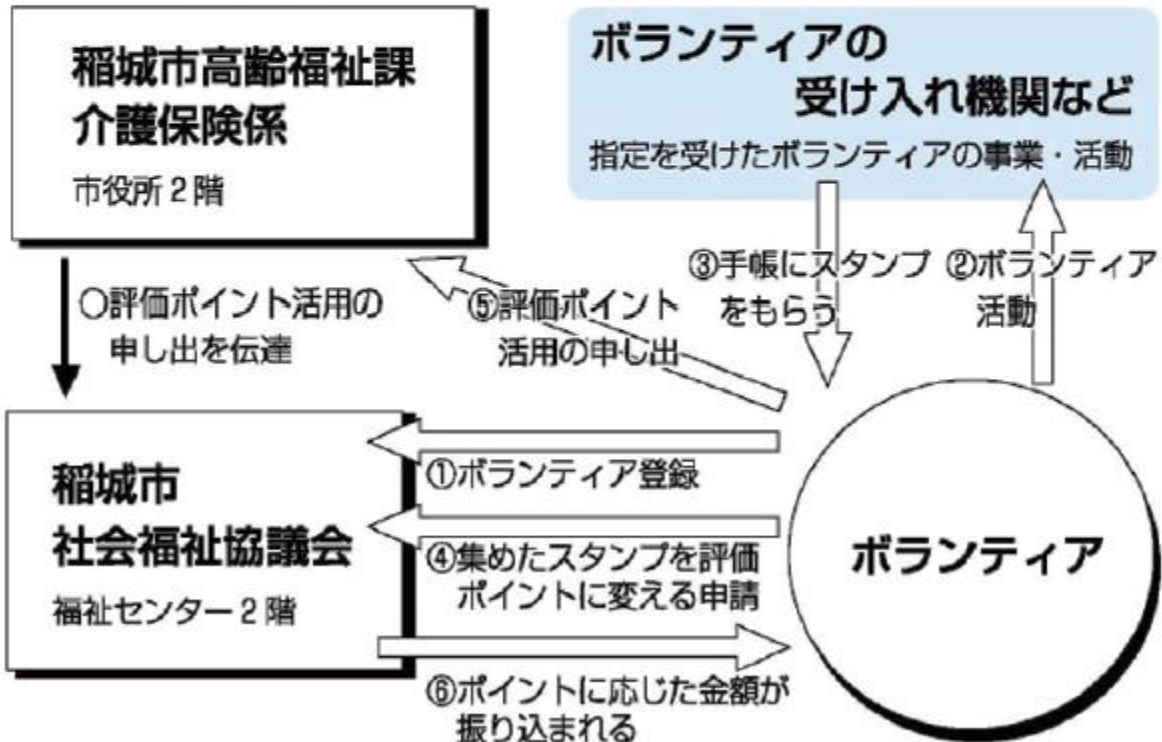 稲城市高齢福祉課
介護保険係
市役所2階
ボランティアの
受け入れ機関など
指定を受けたボランティアの事業・活動
③手帳にスタンプ
をもらう
②ボランティア
活動
○評価ポイント活用の
申し出を伝達
⑤評価ポイント
活用の申し出
稲城市
社会福祉協議会
福祉センター2階
①ボランティア登録
④集めたスタンプを評価
ポイントに変える申請
⑥ポイントに応じた金額が
振り込まれる
ボランティア